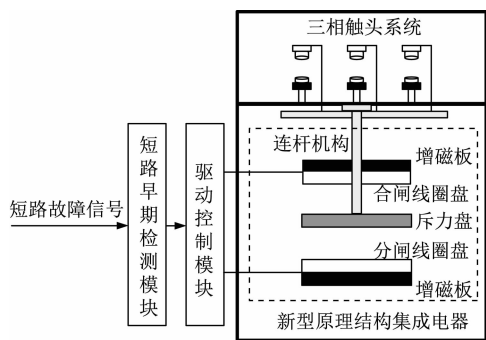 三相触头系统
连杆机构
增磁板
合闸线圈盘
斥力盘
分闸线圈盘
增磁板
新型原理结构集成电器
短路故障信号
短路早期检测模块
驱动控制模块